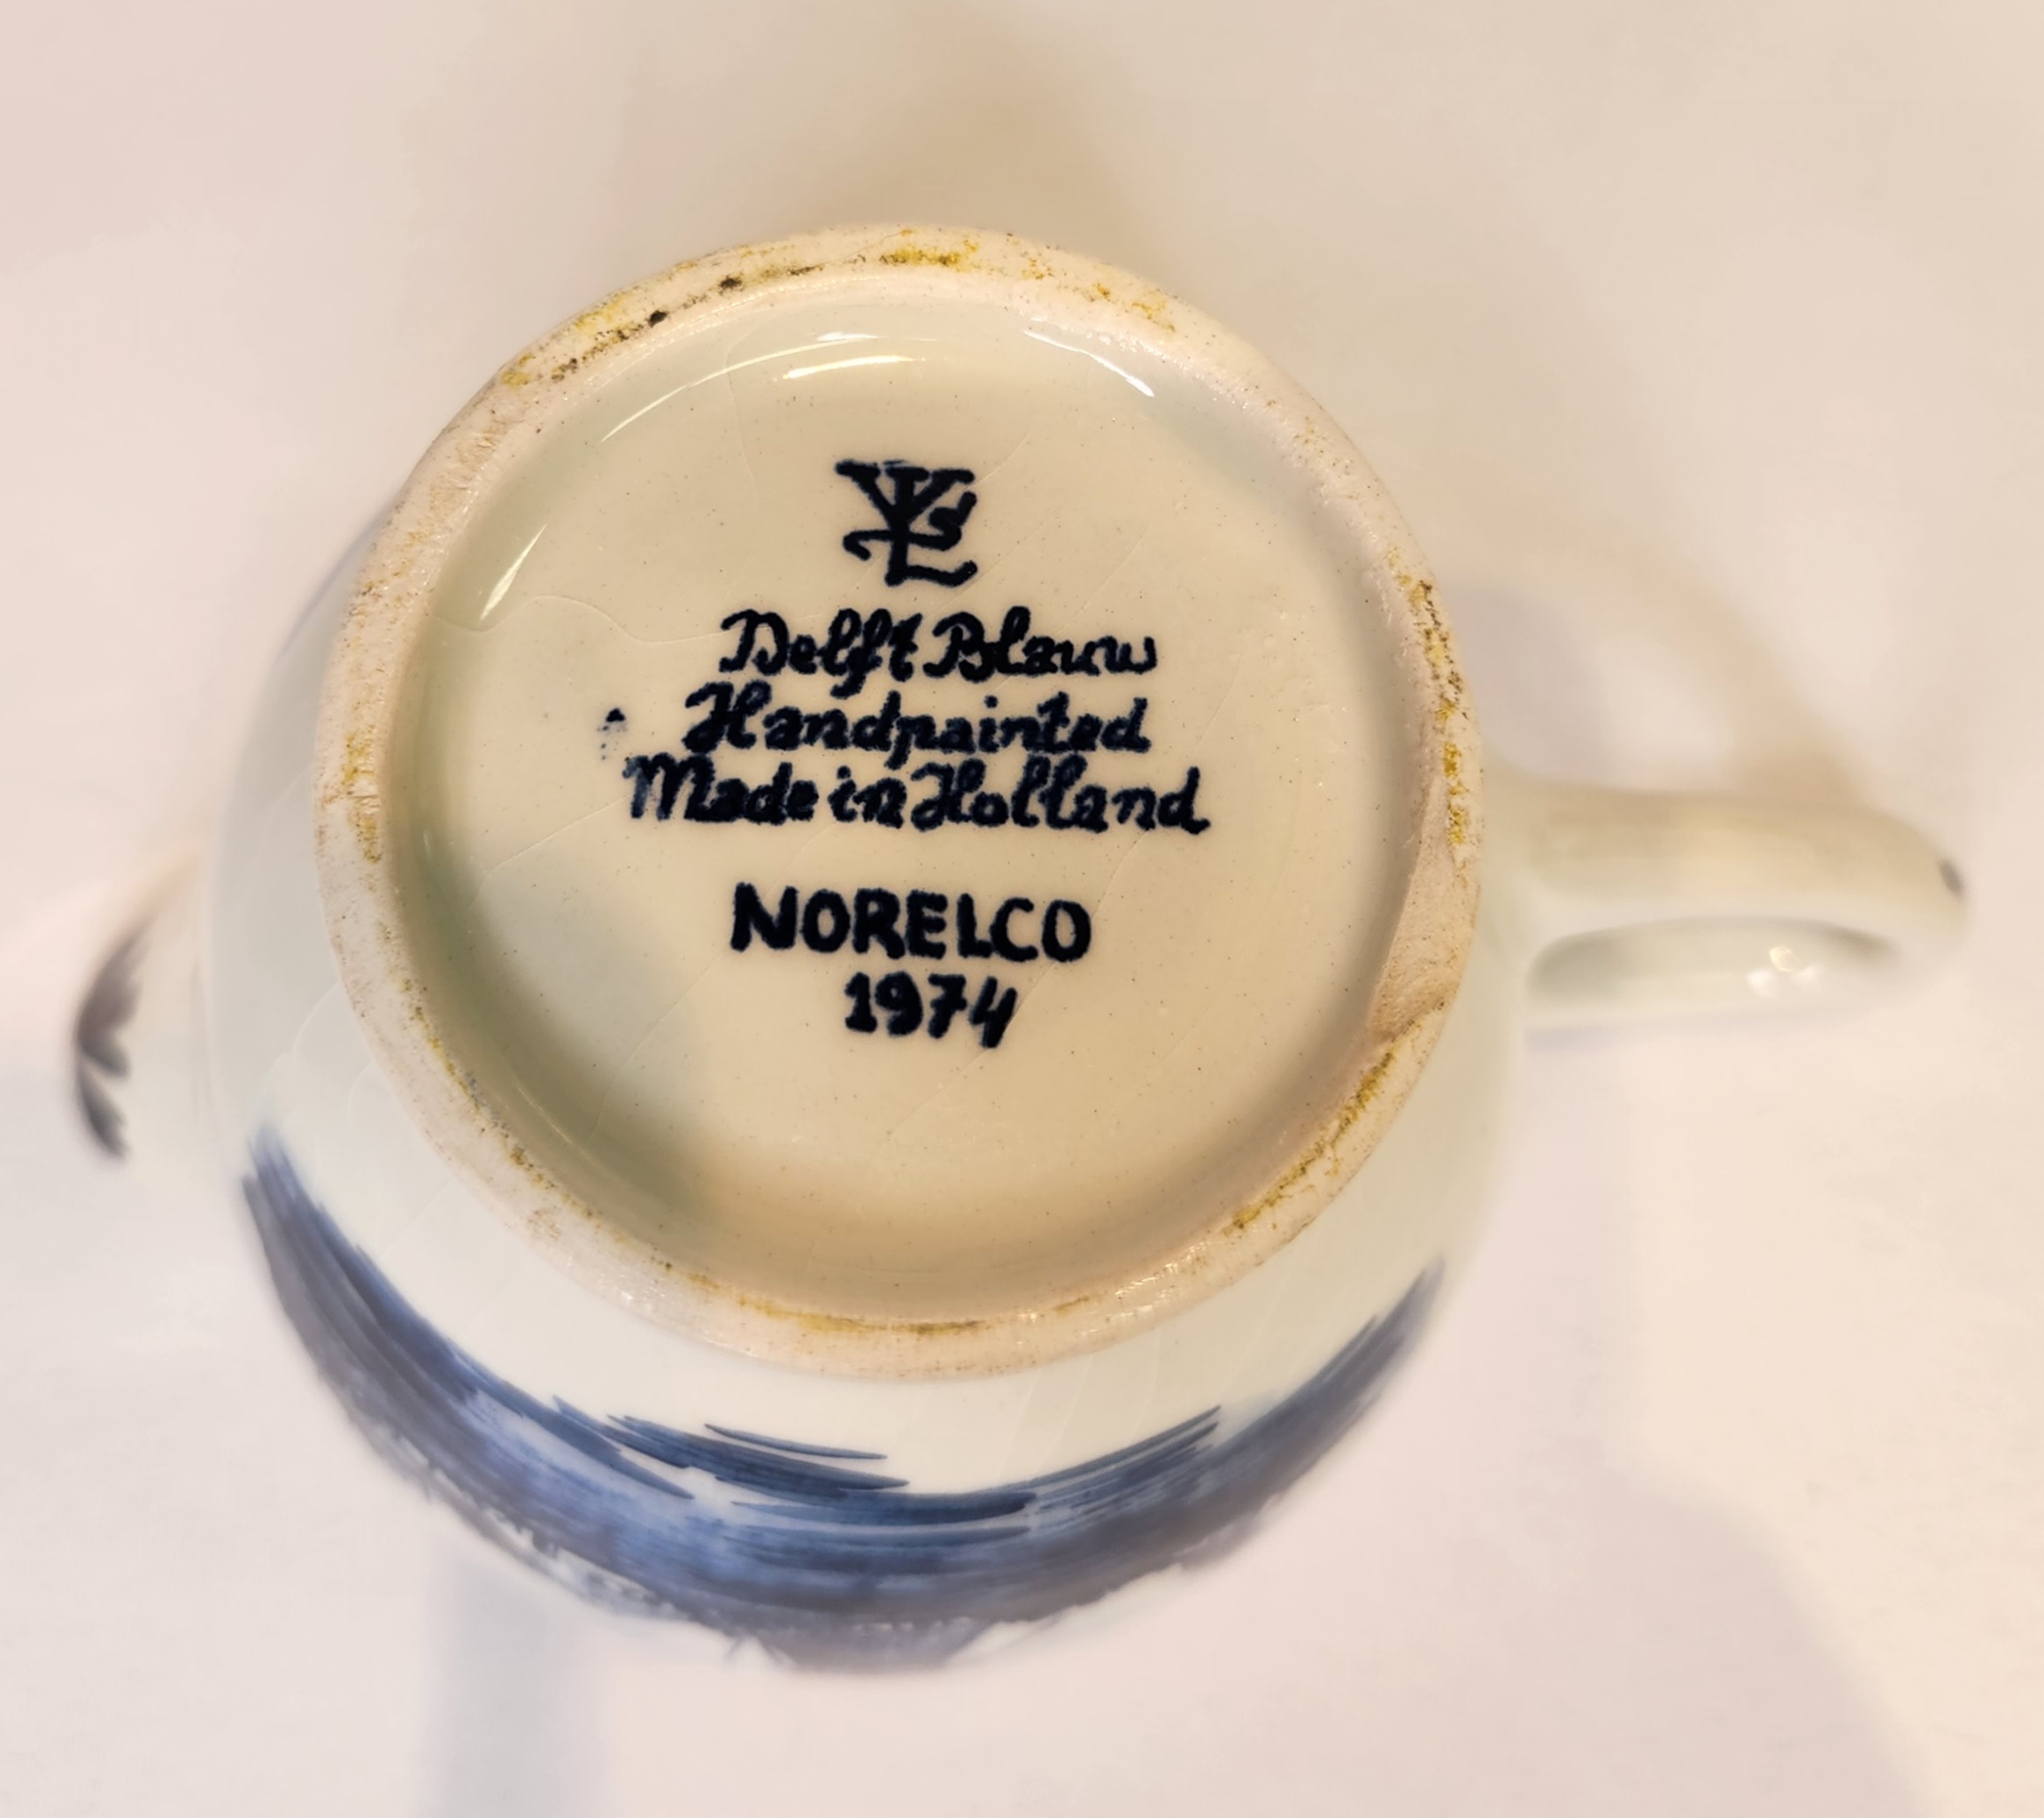 Delft Blauw
Handpainted
Made in Holland
NORELCO
1974